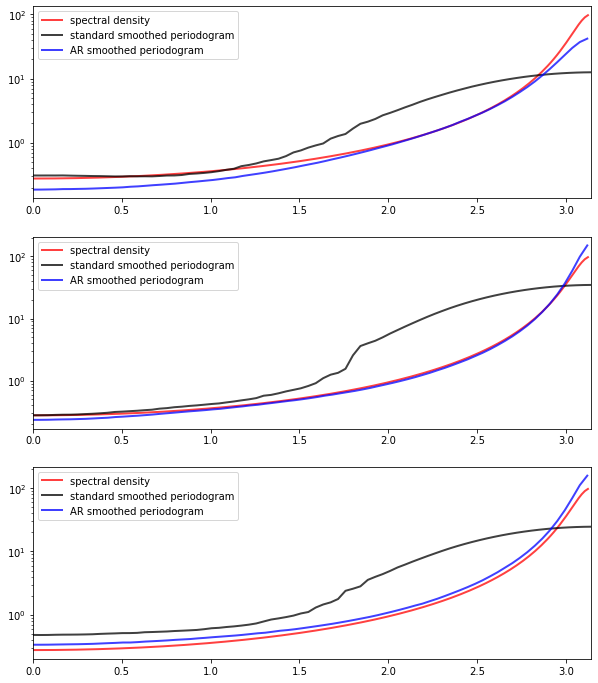 10²
10¹
10⁰
spectral density
standard smoothed periodogram
AR smoothed periodogram
0.0 0.5 1.0 1.5 2.0 2.5 3.0
10²
10¹
10⁰
spectral density
standard smoothed periodogram
AR smoothed periodogram
0.0 0.5 1.0 1.5 2.0 2.5 3.0
10²
10¹
10⁰
spectral density
standard smoothed periodogram
AR smoothed periodogram
0.0 0.5 1.0 1.5 2.0 2.5 3.0